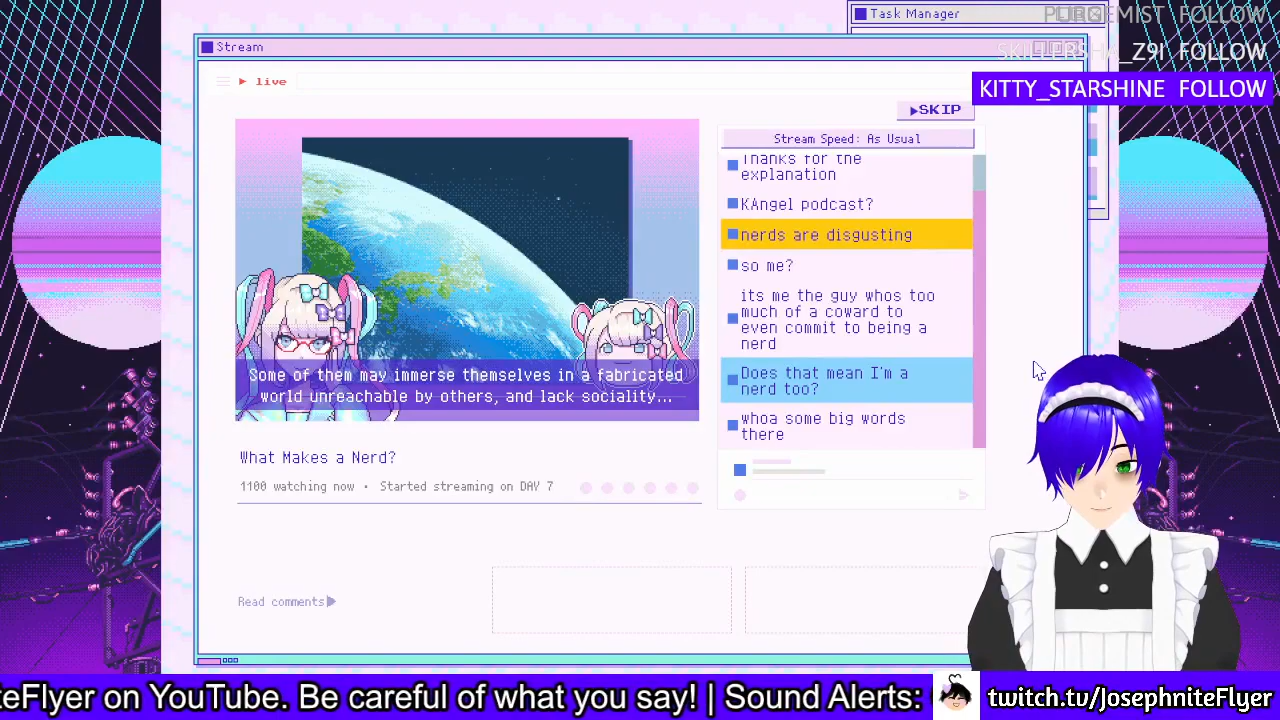 Task Manager
PURGEMIST FOLLOW
Stream
FOLLOW
KITTY_STARSHINE FOLLOW
live
SKIP
Stream Speed: As Usual
Thanks for the
explanation
KAngel podcast?
nerds are disgusting
so me?
its me the guy whos too
much of a coward to
even commit to being a
nerd
Does that mean I'm a
nerd too?
whoa some big words
there
Some of them may immerse themselves in a fabricated
world unreachable by others, and lack sociality...
What Makes a Nerd?
1100 watching now • Started streaming on DAY 7
Read comments
iteFlyer on YouTube. Be careful of what you say! | Sound Alerts:
twitch.tv/JosephniteFlyer